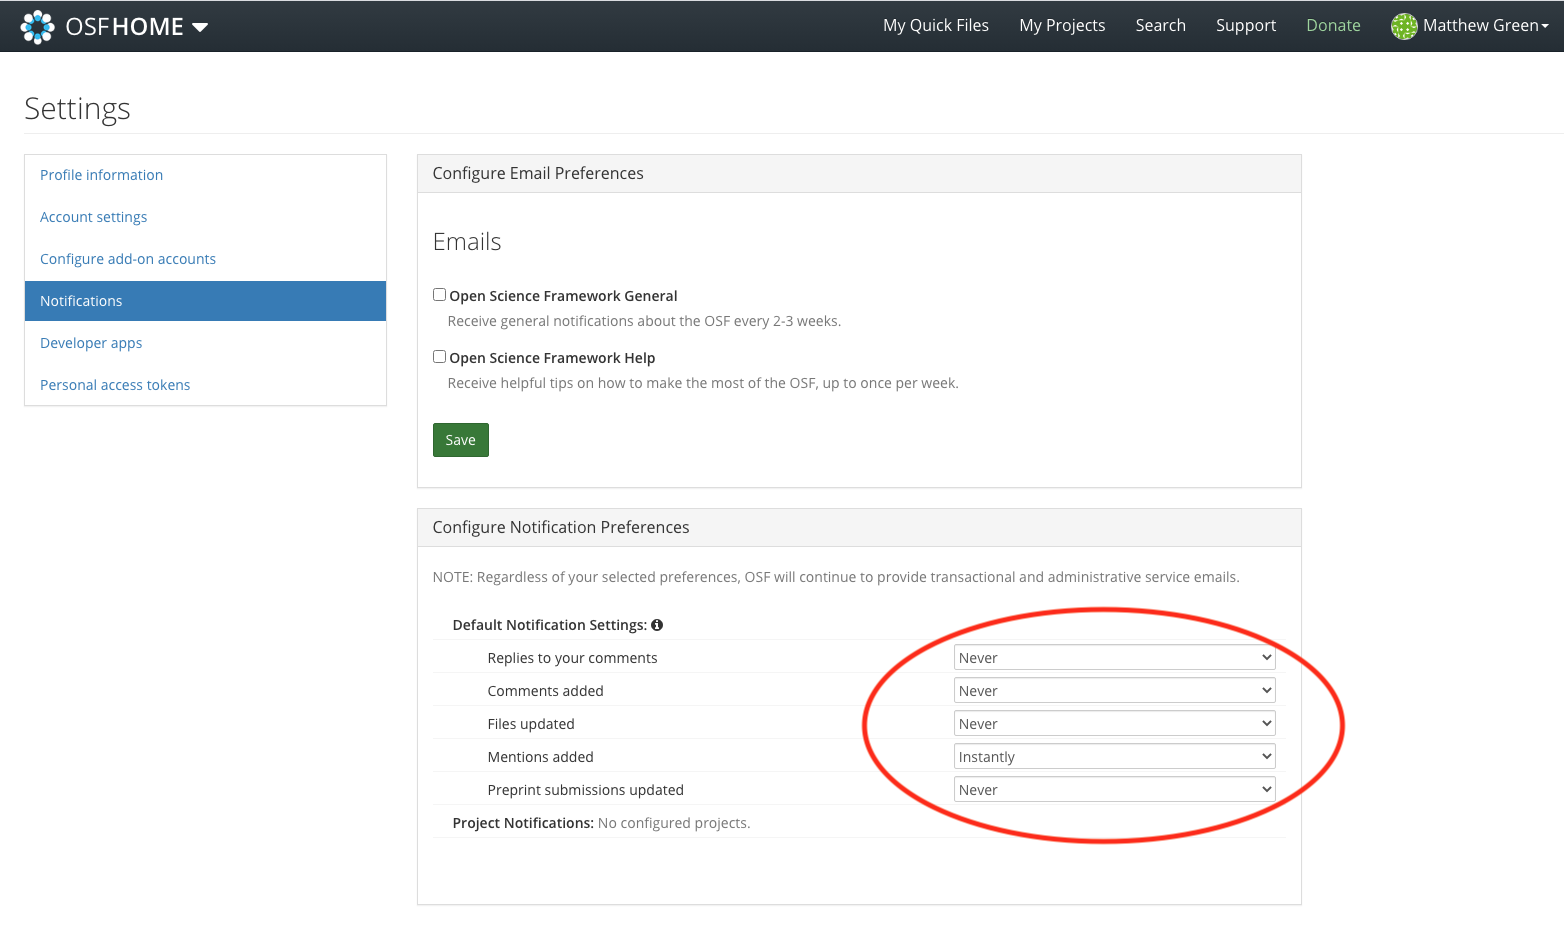 OSFHOME
My Quick Files
My Projects
Search
Support
Donate
Matthew Green
Settings
Profile information
Account settings
Configure add-on accounts
Notifications
Developer apps
Personal access tokens
Configure Email Preferences
Emails
Open Science Framework General
Receive general notifications about the OSF every 2-3 weeks.
Open Science Framework Help
Receive helpful tips on how to make the most of the OSF, up to once per week.
Save
Configure Notification Preferences
NOTE: Regardless of your selected preferences, OSF will continue to provide transactional and administrative service emails.
Default Notification Settings:
Replies to your comments Never
Comments added Never
Files updated Never
Mentions added Instantly
Preprint submissions updated Never
Project Notifications: No configured projects.